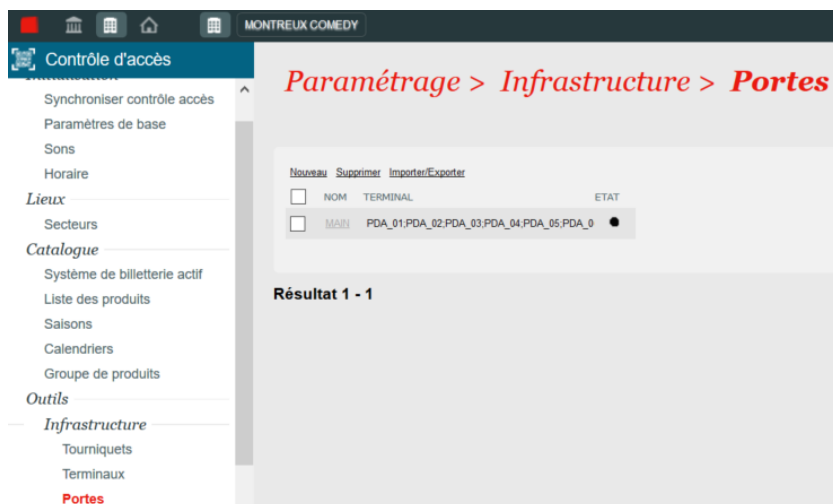 MONTREUX COMEDY
Contrôle d'accès
Synchroniser contrôle accès
Paramètres de base
Sons
Horaire
Lieux
Secteurs
Catalogue
Système de billetterie actif
Liste des produits
Saisons
Calendriers
Groupe de produits
Outils
Infrastructure
Tourniquets
Terminaux
Portes
Paramétrage > Infrastructure > Portes
Nouveau Supprimer Importer/Exporter
NOM TERMINAL ETAT
MAIN PDA_01;PDA_02;PDA_03;PDA_04;PDA_05;PDA_0
Résultat 1 - 1